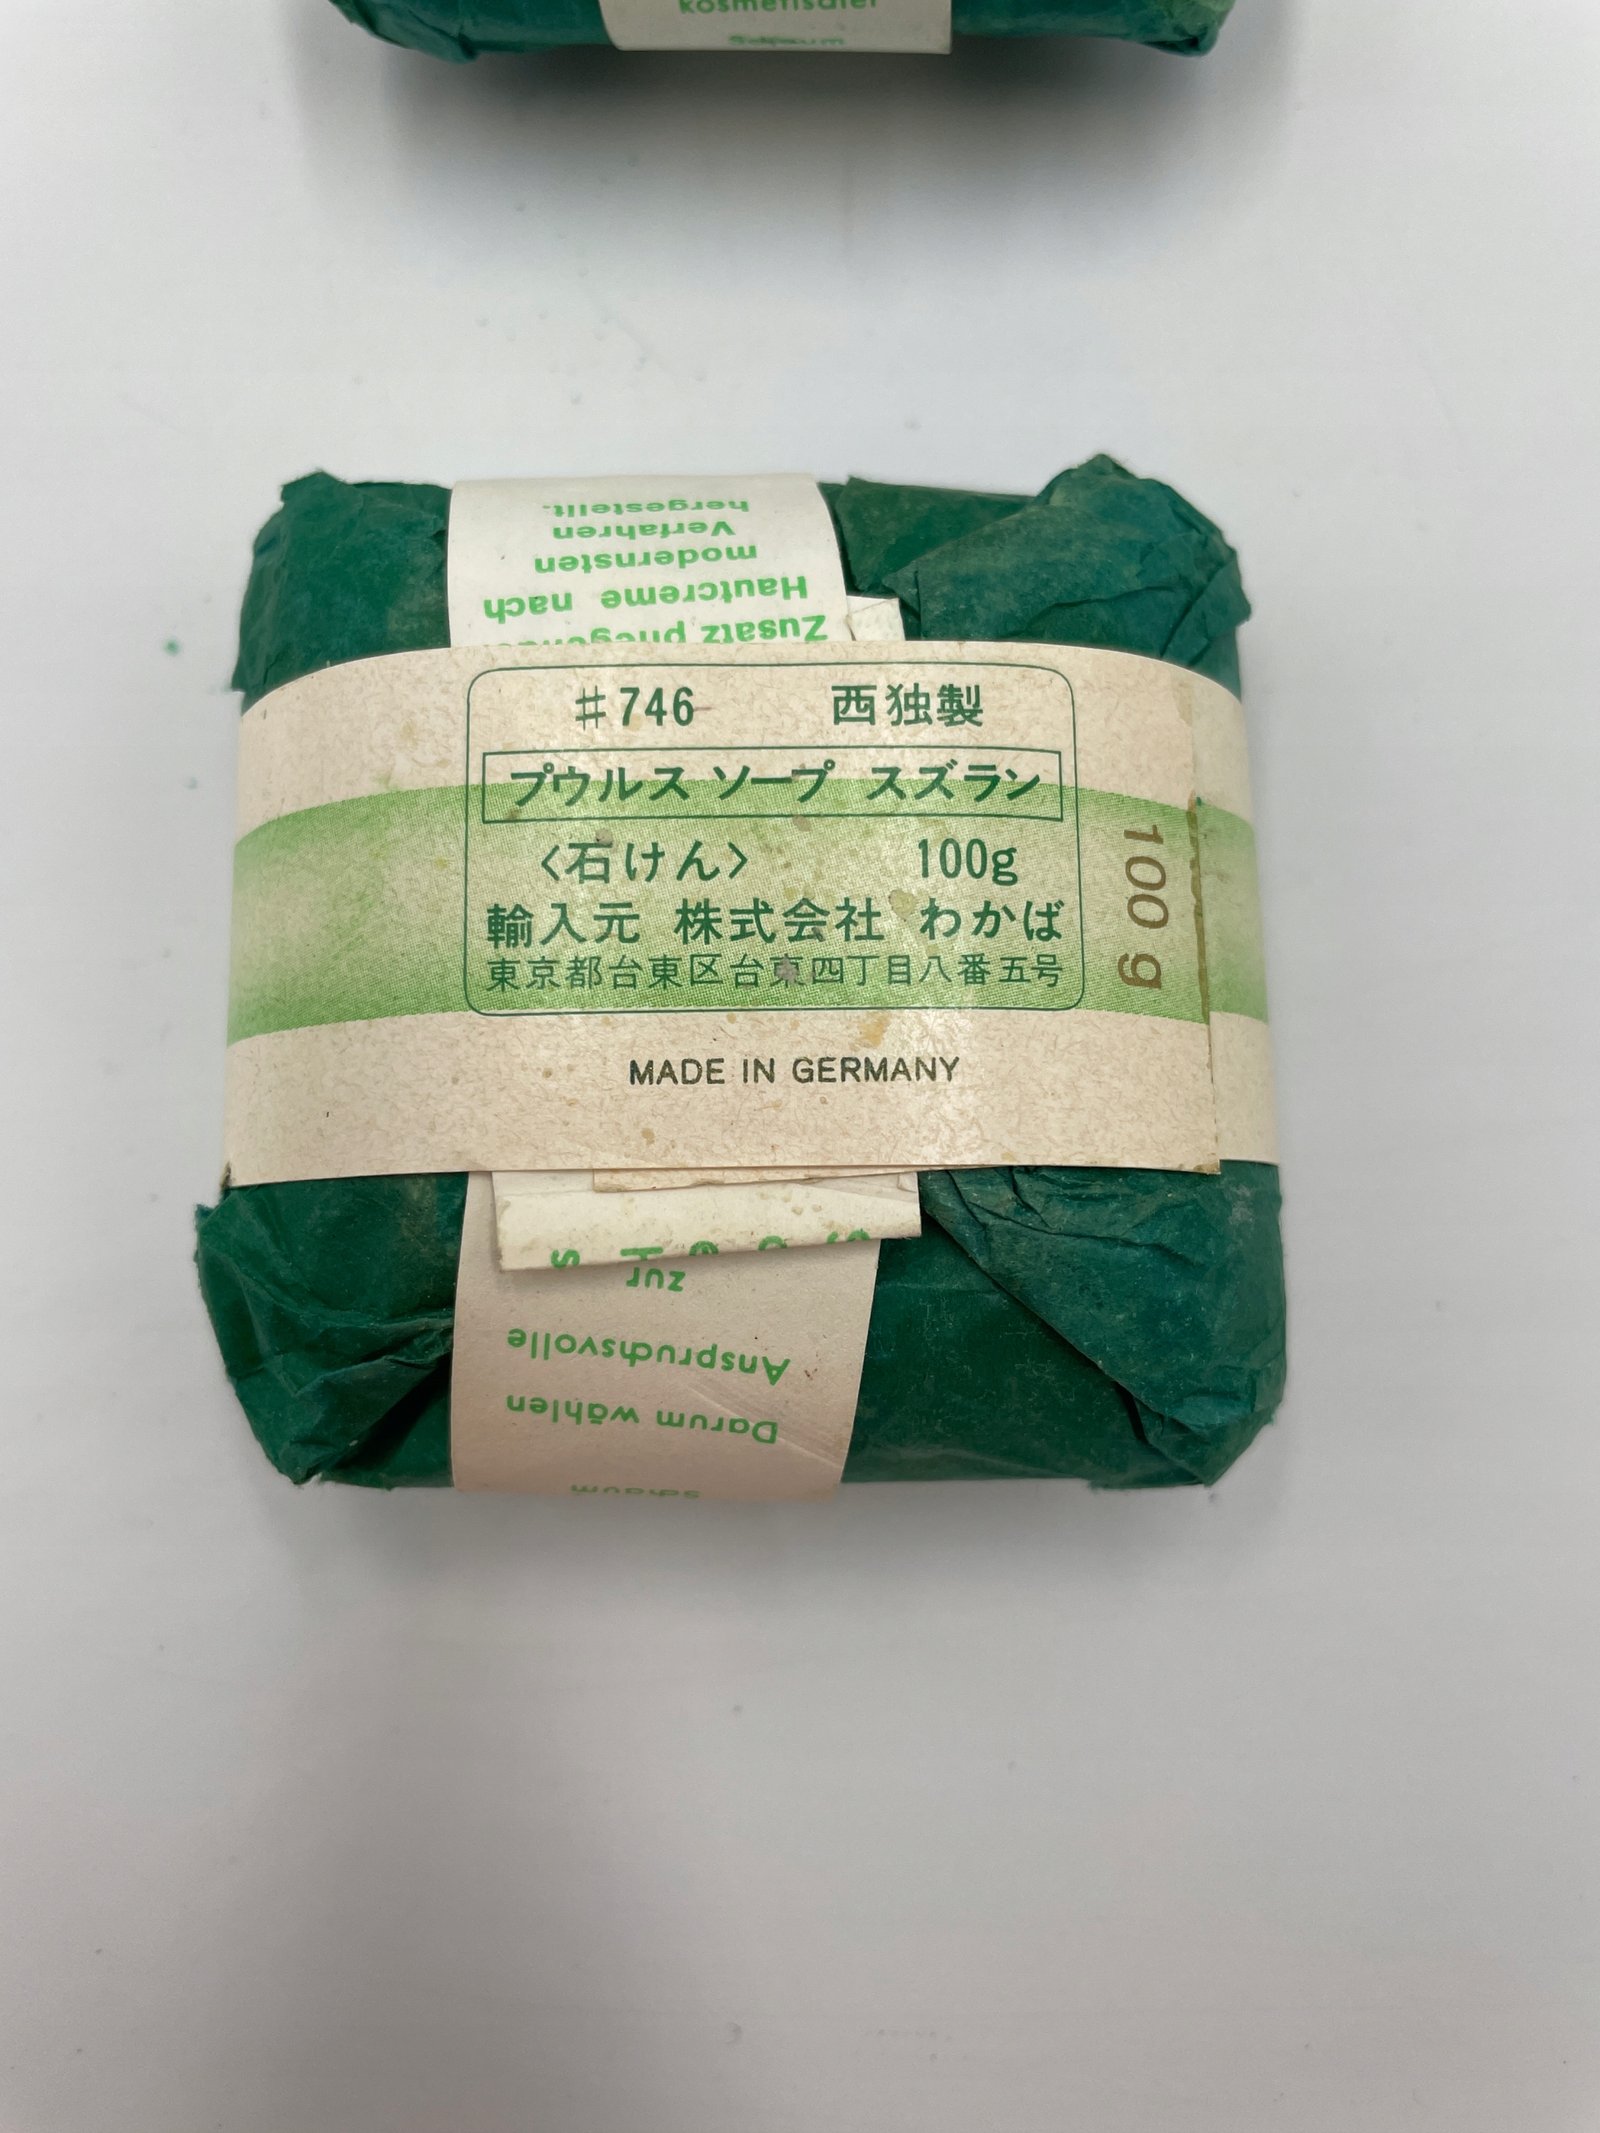 kosmetischer
Schaum
hergestellt.
Verfahren
modernsten
Hautcreme nach
Zusatz
#746 西独製
プウルス ソープ スズラン
<石けん> 100g
輸入元 株式会社 わかば
東京都台東区台東四丁目八番五号
MADE IN GERMANY
100 g
zur
Anspruchsvolle
Darum wählen
schaum